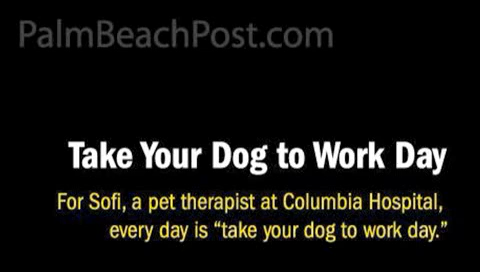 PalmBeachPost.com
Take Your Dog to Work Day
For Sofi, a pet therapist at Columbia Hospital,
every day is “take your dog to work day.”